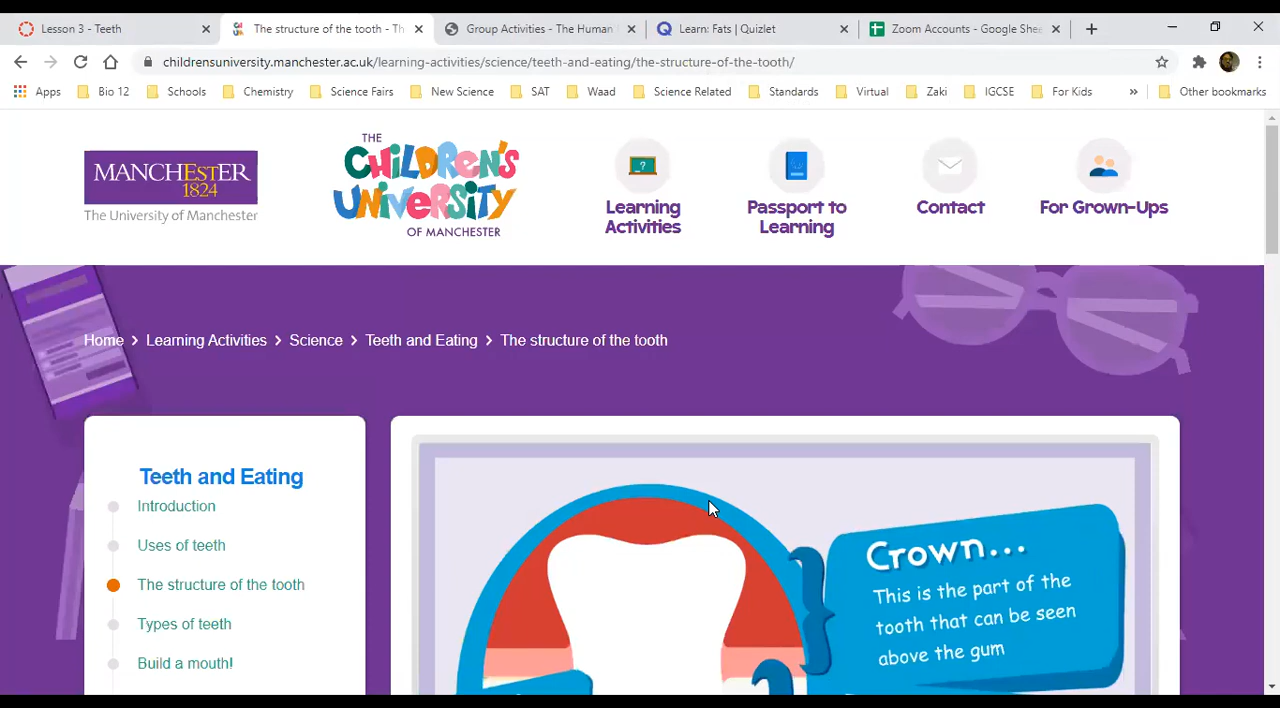 Lesson 3 - Teeth
The structure of the tooth - Th
Group Activities - The Human
Learn: Fats | Quizlet
Zoom Accounts - Google Shee
childrensuniversity.manchester.ac.uk/learning-activities/science/teeth-and-eating/the-structure-of-the-tooth/
Apps Bio 12 Schools Chemistry Science Fairs New Science SAT Waad Science Related Standards Virtual Zaki IGCSE For Kids » Other bookmarks
MANCHESTER
1824
The University of Manchester
THE
CHILDREN'S
UNIVERSITY
OF MANCHESTER
Learning
Activities
Passport to
Learning
Contact
For Grown-Ups
Home > Learning Activities > Science > Teeth and Eating > The structure of the tooth
Teeth and Eating
Introduction
Uses of teeth
The structure of the tooth
Types of teeth
Build a mouth!
Crown...
This is the part of the
tooth that can be seen
above the gum